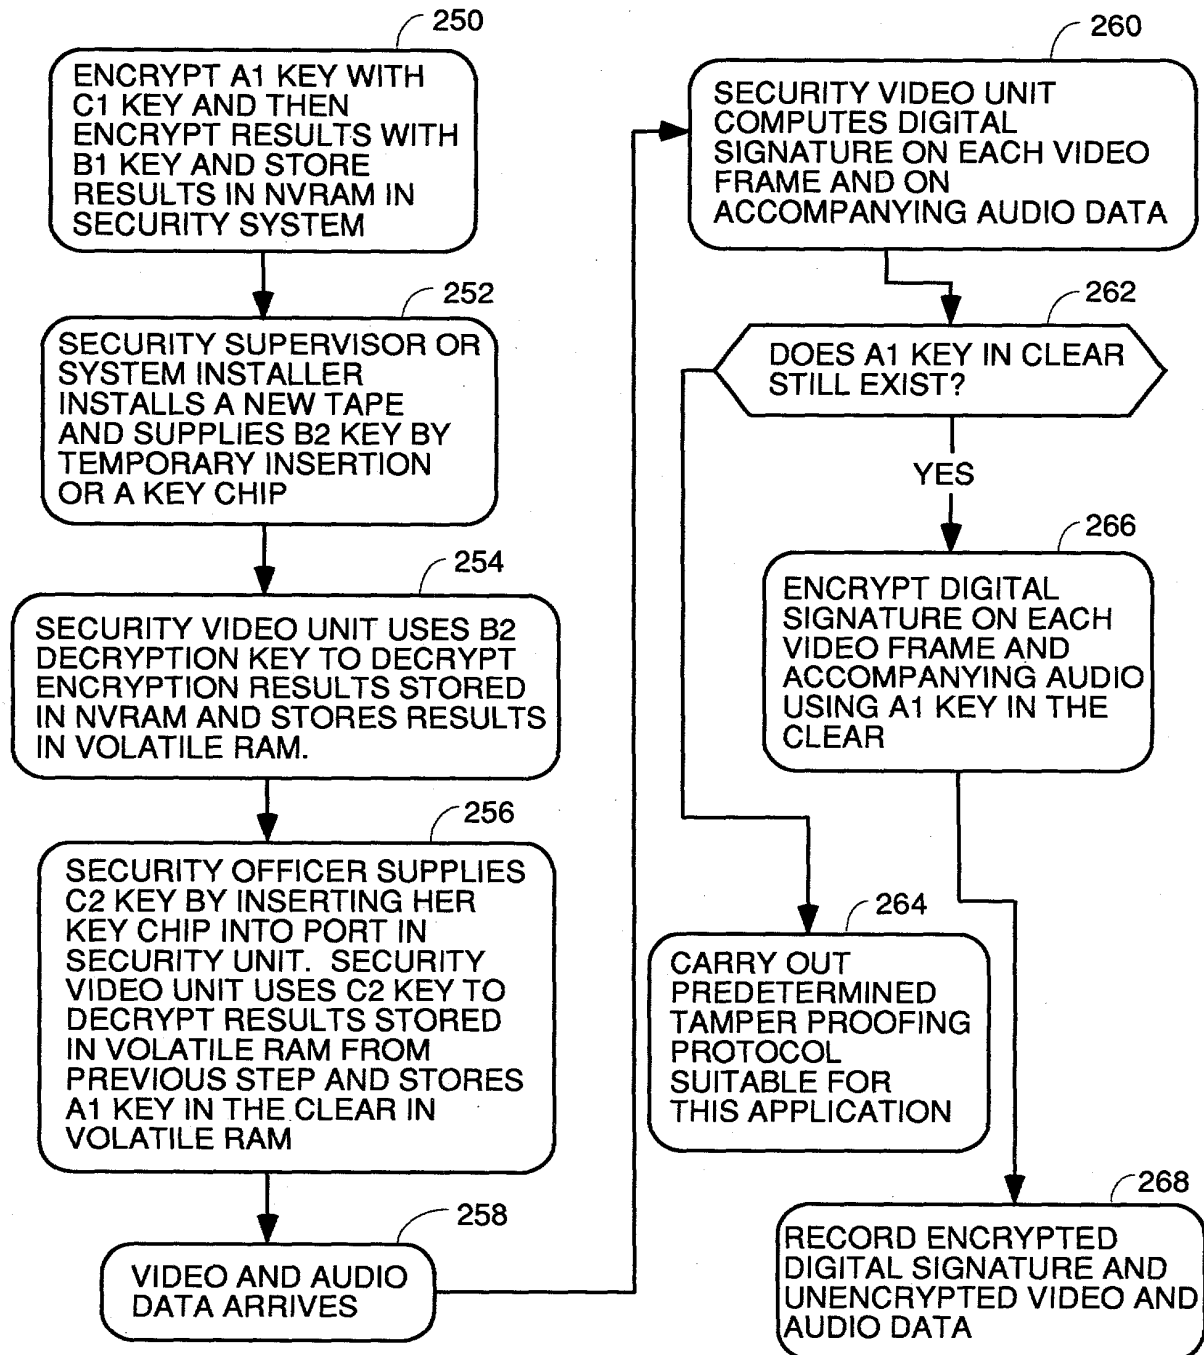 250
ENCRYPT A1 KEY WITH
C1 KEY AND THEN
ENCRYPT RESULTS WITH
B1 KEY AND STORE
RESULTS IN NVRAM IN
SECURITY SYSTEM
252
SECURITY SUPERVISOR OR
SYSTEM INSTALLER
INSTALLS A NEW TAPE
AND SUPPLIES B2 KEY BY
TEMPORARY INSERTION
OR A KEY CHIP
254
SECURITY VIDEO UNIT USES B2
DECRYPTION KEY TO DECRYPT
ENCRYPTION RESULTS STORED
IN NVRAM AND STORES RESULTS
IN VOLATILE RAM.
256
SECURITY OFFICER SUPPLIES
C2 KEY BY INSERTING HER
KEY CHIP INTO PORT IN
SECURITY UNIT. SECURITY
VIDEO UNIT USES C2 KEY TO
DECRYPT RESULTS STORED
IN VOLATILE RAM FROM
PREVIOUS STEP AND STORES
A1 KEY IN THE CLEAR IN
VOLATILE RAM
258
VIDEO AND AUDIO
DATA ARRIVES
260
SECURITY VIDEO UNIT
COMPUTES DIGITAL
SIGNATURE ON EACH VIDEO
FRAME AND ON
ACCOMPANYING AUDIO DATA
262
DOES A1 KEY IN CLEAR
STILL EXIST?
YES
266
ENCRYPT DIGITAL
SIGNATURE ON EACH
VIDEO FRAME AND
ACCOMPANYING AUDIO
USING A1 KEY IN THE
CLEAR
264
CARRY OUT
PREDETERMINED
TAMPER PROOFING
PROTOCOL
SUITABLE FOR
THIS APPLICATION
268
RECORD ENCRYPTED
DIGITAL SIGNATURE AND
UNENCRYPTED VIDEO AND
AUDIO DATA